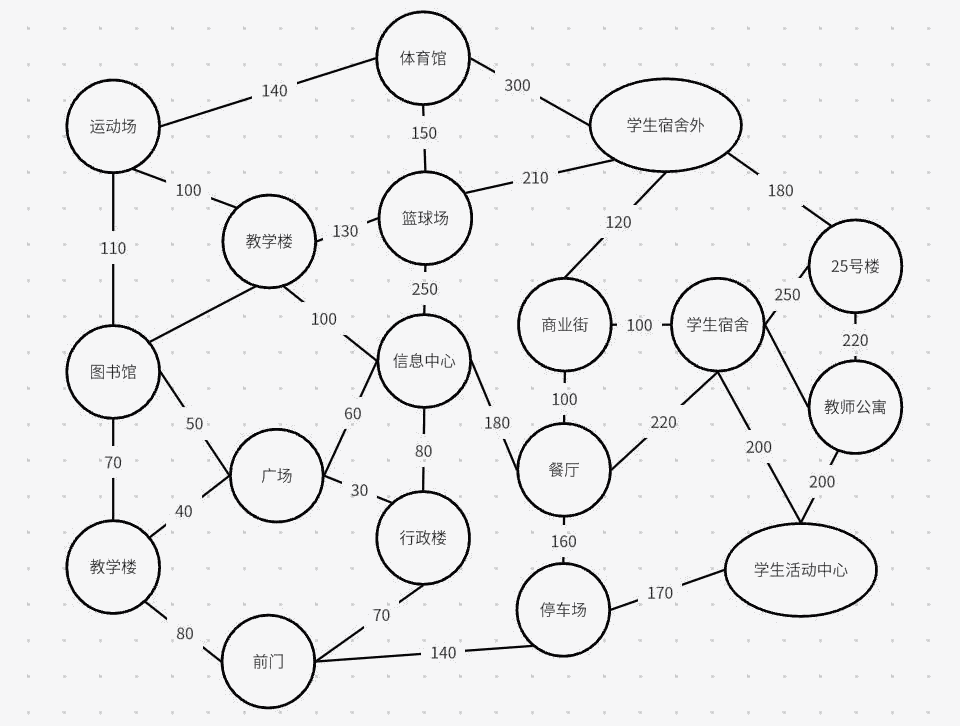 体育馆
140
300
运动场
学生宿舍外
150
210
180
100
120
教学楼
130
篮球场
110
25号楼
250
250
100
商业街
100
学生宿舍
220
图书馆
信息中心
100
教师公寓
50
60
180
220
80
200
70
广场
餐厅
200
30
40
行政楼
160
教学楼
学生活动中心
停车场
170
70
80
140
前门